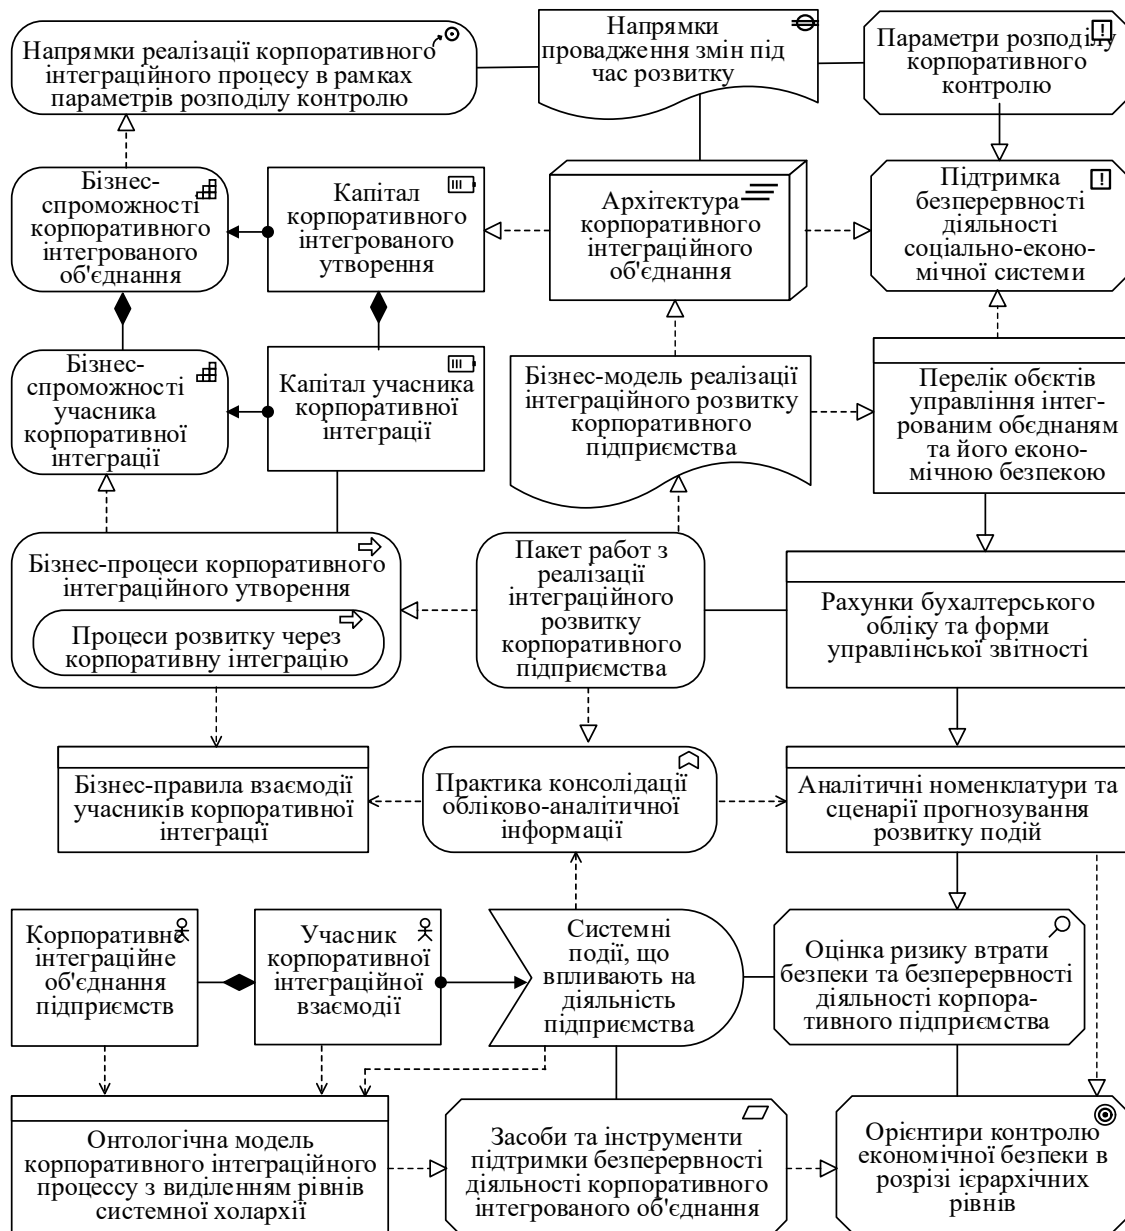 Напрямки реалізації корпоративного
інтеграційного процесу в рамках
параметрів розподілу контролю
Напрямки
провадження змін під
час розвитку
Параметри розподілу
корпоративного
контролю
Бізнес-
спроможності
корпоративного
інтегрованого
об'єднання
Капітал
корпоративного
інтегрованого
утворення
Архітектура
корпоративного
інтеграційного
об'єднання
Підтримка
безперервності
діяльності
соціально-еконо-
мічної системи
Бізнес-
спроможності
учасника
корпоративної
інтеграції
Капітал учасника
корпоративної
інтеграції
Бізнес-модель реалізації
інтеграційного розвитку
корпоративного
підприємства
Перелік обєктів
управління інтег-
рованим обєднаням
та його еконо-
мічною безпекою
Бізнес-процеси корпоративного
інтеграційного утворення
Процеси розвитку через
корпоративну інтеграцію
Пакет работ з
реалізації
інтеграційного
розвитку
корпоративного
підприємства
Рахунки бухгалтерського
обліку та форми
управлінської звітності
Бізнес-правила взаємодії
учасників корпоративної
інтеграції
Практика консолідації
обліково-аналітичної
інформації
Аналітичні номенклатури та
сценарії прогнозування
розвитку подій
Корпоративне
інтеграційне
об'єднання
підприємств
Учасник
корпоративної
інтеграційної
взаємодії
Системні
події, що
впливають на
діяльність
підприємства
Оцінка ризику втрати
безпеки та безперервності
діяльності корпора-
тивного підприємства
Онтологічна модель
корпоративного інтеграційного
процессу з виділенням рівнів
системної холархії
Засоби та інструменти
підтримки безперервності
діяльності корпоративного
інтегрованого об'єднання
Орієнтири контролю
економічної безпеки в
розрізі ієрархічних
рівнів